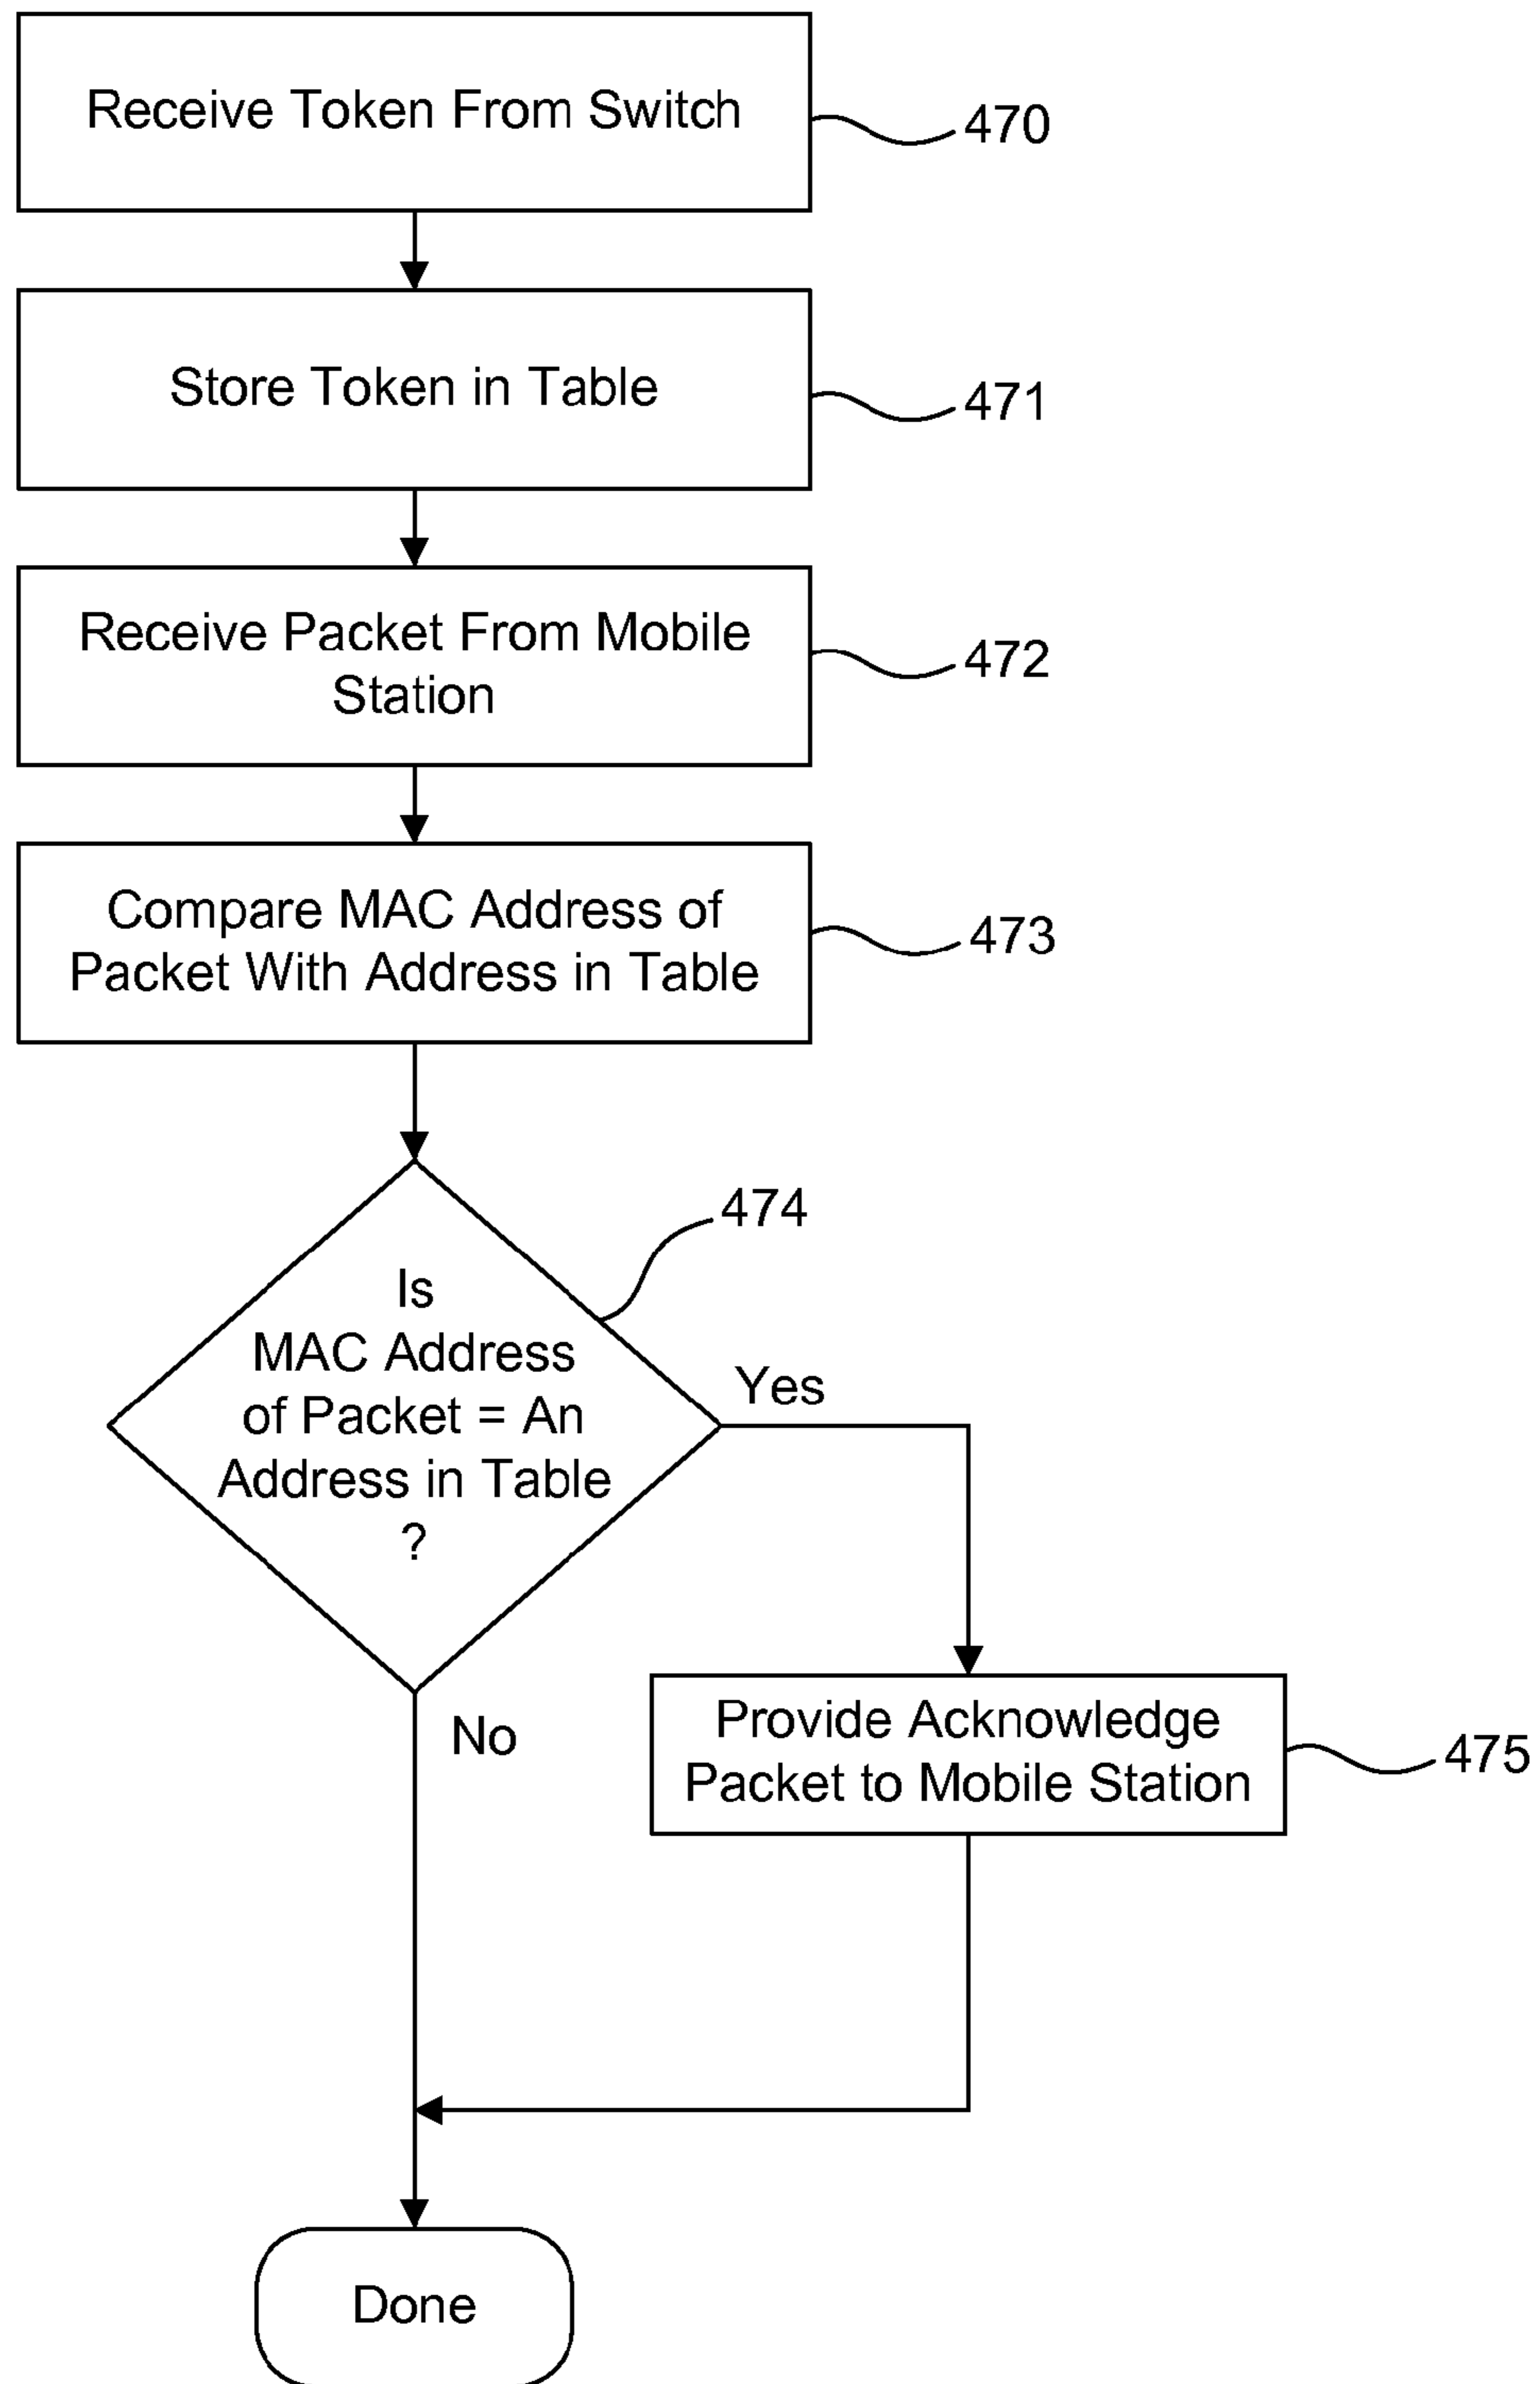 Receive Token From Switch
470
Store Token in Table
471
Receive Packet From Mobile
Station
472
Compare MAC Address of
Packet With Address in Table
473
474
Is
MAC Address
of Packet = An
Address in Table
?
Yes
No
Provide Acknowledge
Packet to Mobile Station
475
Done